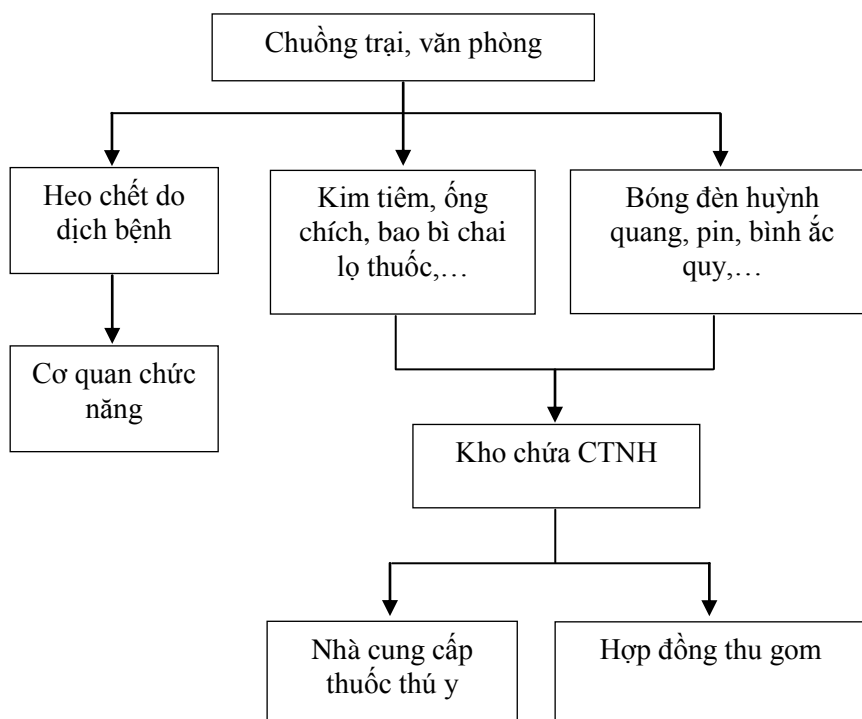 Chuồng trại, văn phòng
Heo chết do
dịch bệnh
Kim tiêm, ống
chích, bao bì chai
lọ thuốc,…
Bóng đèn huỳnh
quang, pin, bình ắc
quy,…
Cơ quan chức
năng
Kho chứa CTNH
Nhà cung cấp
thuốc thú y
Hợp đồng thu gom